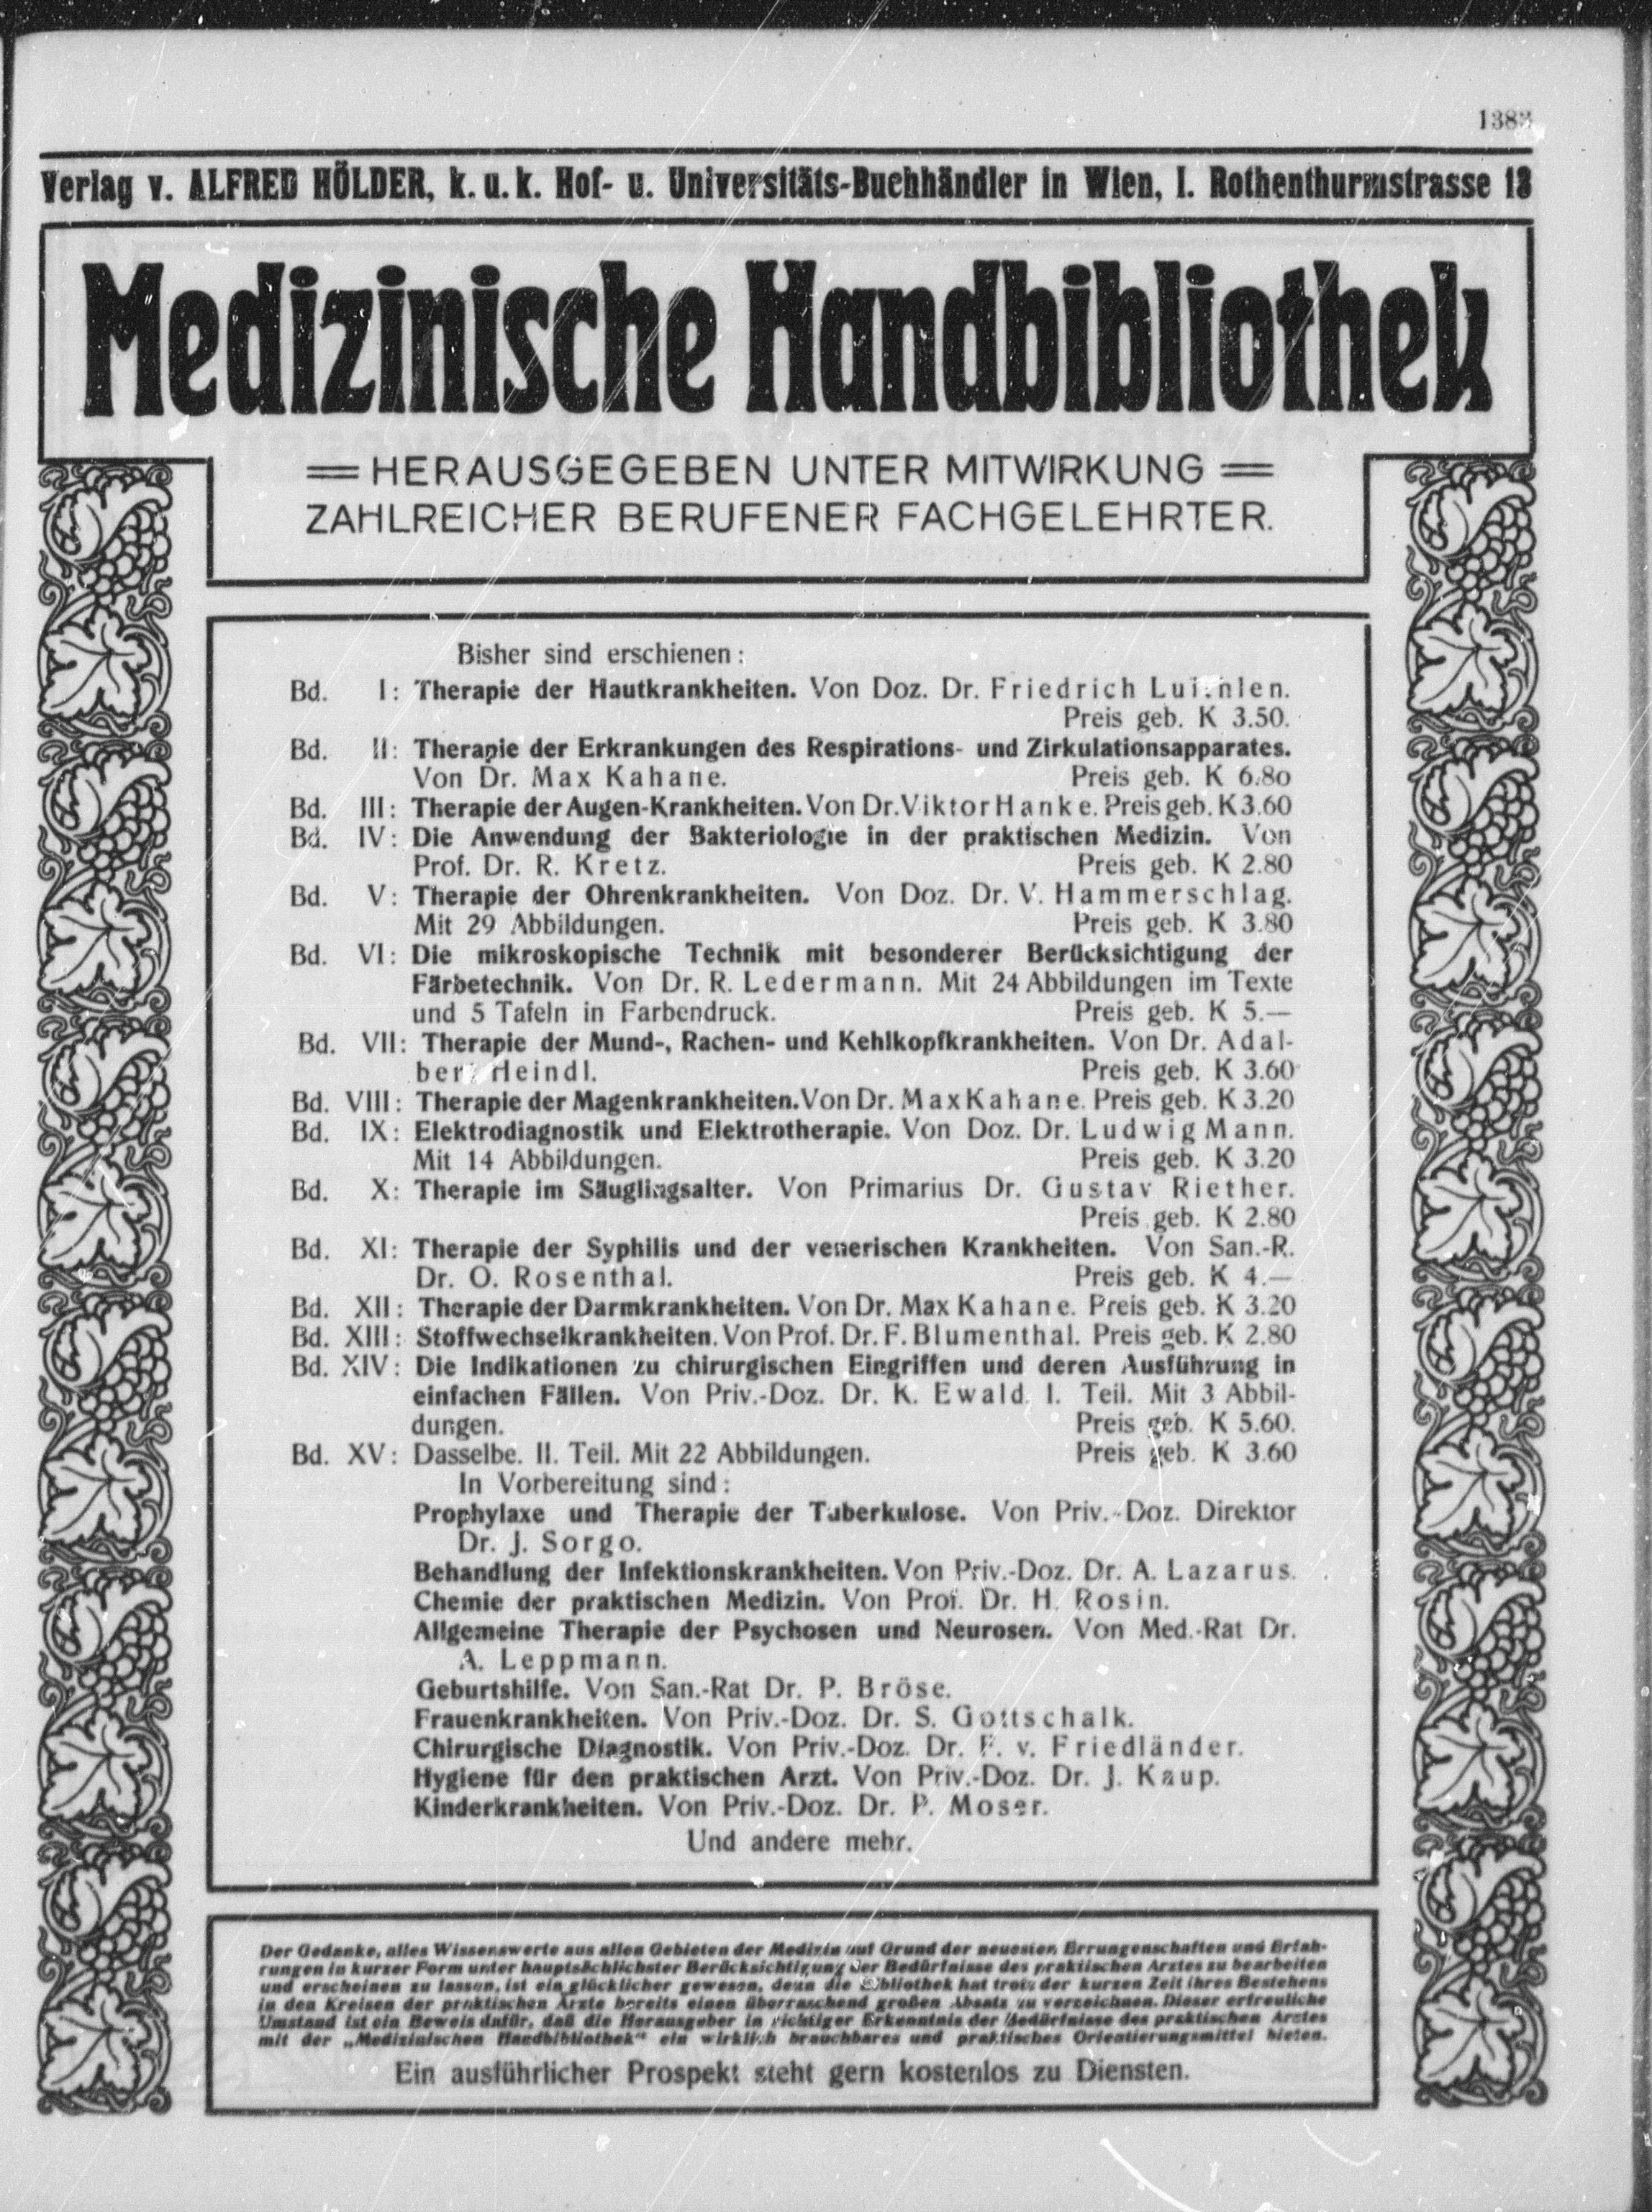 Verlag v. ALFRED HÖLDER, k. u. k. Hof- u. Universitäts-Buchhändler in Wien, I. Rothenthurmstrasse 13
Medizinische Handbibliothek
HERAUSGEGEBEN UNTER MITWIRKUNG
ZAHLREICHER BERUFENER FACHGELEHRTER.
Bisher sind erschienen:
Bd. I: Therapie der Hautkrankheiten. Von Doz. Dr. Friedrich
Preis geb. K 3.50.
Bd. II: Therapie der Erkrankungen des Respirations- und Zirkulationsapparates.
Von Dr. Max Kahane. Preis geb. K 6.80
Bd. III: Therapie der Augen-Krankheiten. Von Dr. Viktor Hanke. Preis geb. K 3.60
Bd. IV: Die Anwendung der Bakteriologie in der praktischen Medizin. Von
Prof. Dr. R. Kretz. Preis geb. K 2.80
Bd. V: Therapie der Ohrenkrankheiten. Von Doz. Dr. V. Hammerschlag.
Mit 29 Abbildungen. Preis geb. K 3.80
Bd. VI: Die mikroskopische Technik mit besonderer Berücksichtigung der
Färbetechnik. Von Dr. R. Ledermann. Mit 24 Abbildungen im Texte
und 5 Tafeln in Farbendruck. Preis geb. K 5.—
Bd. VII: Therapie der Mund-, Rachen- und Kehlkopfkrankheiten. Von Dr. Adal-
bert Heindl. Preis geb. K 3.60
Bd. VIII: Therapie der Magenkrankheiten. Von Dr. Max Kahane. Preis geb. K 3.20
Bd. IX: Elektrodiagnostik und Elektrotherapie. Von Doz. Dr. Ludwig Mann.
Mit 14 Abbildungen. Preis geb. K 3.20
Bd. X: Therapie im Säuglingsalter. Von Primarius Dr. Gustav Riether.
Preis geb. K 2.80
Bd. XI: Therapie der Syphilis und der venerischen Krankheiten. Von San.-R.
Dr. O. Rosenthal. Preis geb. K 4.—
Bd. XII: Therapie der Darmkrankheiten. Von Dr. Max Kahane. Preis geb. K 3.20
Bd. XIII: Stoffwechselkrankheiten. Von Prof. Dr. F. Blumenthal. Preis geb. K 2.80
Bd. XIV: Die Indikationen zu chirurgischen Eingriffen und deren Ausführung in
einfachen Fällen. Von Priv.-Doz. Dr. K. Ewald. I. Teil. Mit 3 Abbil-
dungen. Preis geb. K 5.60.
Bd. XV: Dasselbe. II. Teil. Mit 22 Abbildungen. Preis geb. K 3.60
In Vorbereitung sind:
Prophylaxe und Therapie der Tuberkulose. Von Priv.-Doz. Direktor
Dr. J. Sorgo.
Behandlung der Infektionskrankheiten. Von Priv.-Doz. Dr. A. Lazarus.
Chemie der praktischen Medizin. Von Prof. Dr. H. Rosin.
Allgemeine Therapie der Psychosen und Neurosen. Von Med.-Rat Dr.
A. Leppmann.
Geburtshilfe. Von San.-Rat Dr. P. Bröse.
Frauenkrankheiten. Von Priv.-Doz. Dr. S. Gottschalk.
Chirurgische Diagnostik. Von Priv.-Doz. Dr. F. v. Friedländer.
Hygiene für den praktischen Arzt. Von Priv.-Doz. Dr. J. Kaup.
Kinderkrankheiten. Von Priv.-Doz. Dr. P. Moser.
Und andere mehr.
Der Gedanke, alles Wissenswerte aus allen Gebieten der Medizin auf Grund der neuesten Errungenschaften und Erfah-
rungen in kurzer Form unter hauptsächlichster Berücksichtigung der Bedürfnisse des praktischen Arztes zu bearbeiten
und erscheinen zu lassen, ist ein glücklicher gewesen, denn die Bibliothek hat trotz der kurzen Zeit ihres Bestehens
in den Kreisen der praktischen Ärzte bereits einen überraschend großen Absatz zu verzeichnen. Dieser erfreuliche
Umstand ist ein Beweis dafür, daß die Herausgeber in richtiger Erkenntnis der Bedürfnisse des praktischen Arztes
mit der „Medizinischen Handbibliothek“ ein wirklich brauchbares und praktisches Orientierungsmittel bieten.
Ein ausführlicher Prospekt steht gern kostenlos zu Diensten.